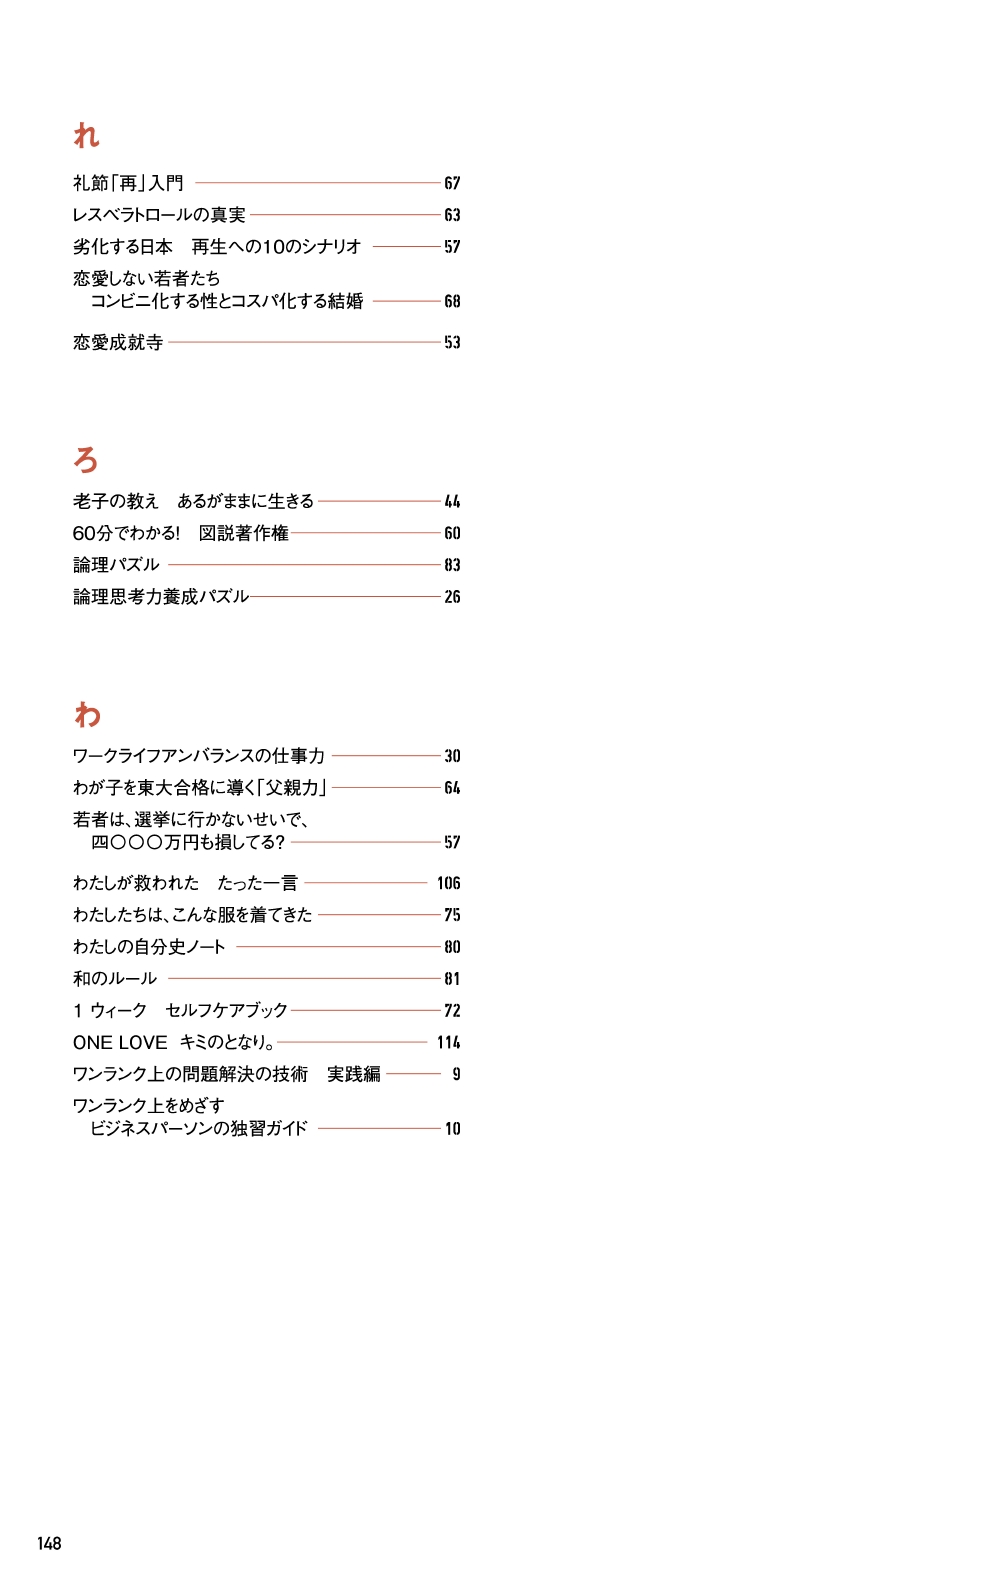 れ
礼節「再」入門 67
レスベラトロールの真実 63
劣化する日本　再生への10のシナリオ 57
恋愛しない若者たち
コンビニ化する性とコスパ化する結婚 68
恋愛成就寺 53
ろ
老子の教え　あるがままに生きる 44
60分でわかる!　図説著作権 60
論理パズル 83
論理思考力養成パズル 26
わ
ワークライフアンバランスの仕事力 30
わが子を東大合格に導く「父親力」 64
若者は、選挙に行かないせいで、
四〇〇〇万円も損してる? 57
わたしが救われた　たった一言 106
わたしたちは、こんな服を着てきた 75
わたしの自分史ノート 80
和のルール 81
1 ウィーク　セルフケアブック 72
ONE LOVE キミのとなり。 114
ワンランク上の問題解決の技術　実践編 9
ワンランク上をめざす
ビジネスパーソンの独習ガイド 10
148